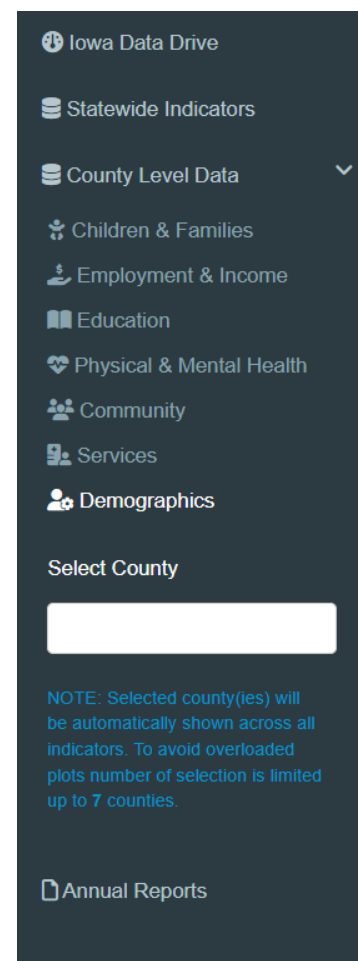 Iowa Data Drive
Statewide Indicators
County Level Data
Children & Families
Employment & Income
Education
Physical & Mental Health
Community
Services
Demographics
Select County
NOTE: Selected county(ies) will
be automatically shown across all
indicators. To avoid overloaded
plots number of selection is limited
up to 7 counties.
Annual Reports